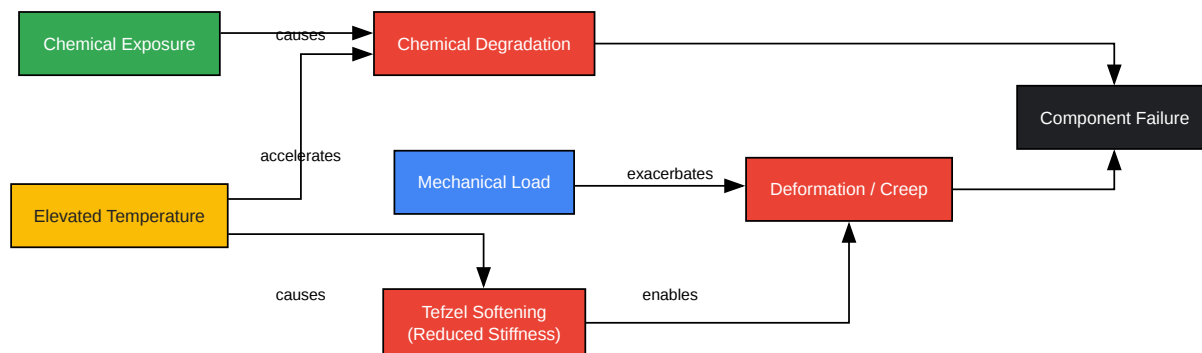 Chemical Exposure
causes
Chemical Degradation
Component Failure
accelerates
Mechanical Load
exacerbates
Deformation / Creep
Elevated Temperature
causes
Tefzel Softening
(Reduced Stiffness)
enables